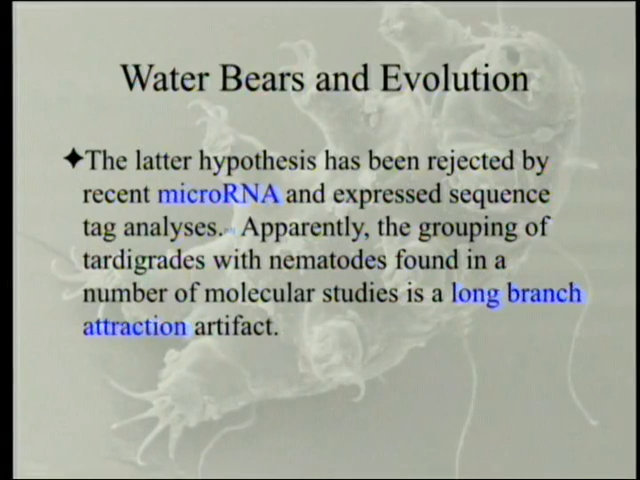 Water Bears and Evolution
The latter hypothesis has been rejected by
recent microRNA and expressed sequence
tag analyses. Apparently, the grouping of
tardigrades with nematodes found in a
number of molecular studies is a long branch
attraction artifact.